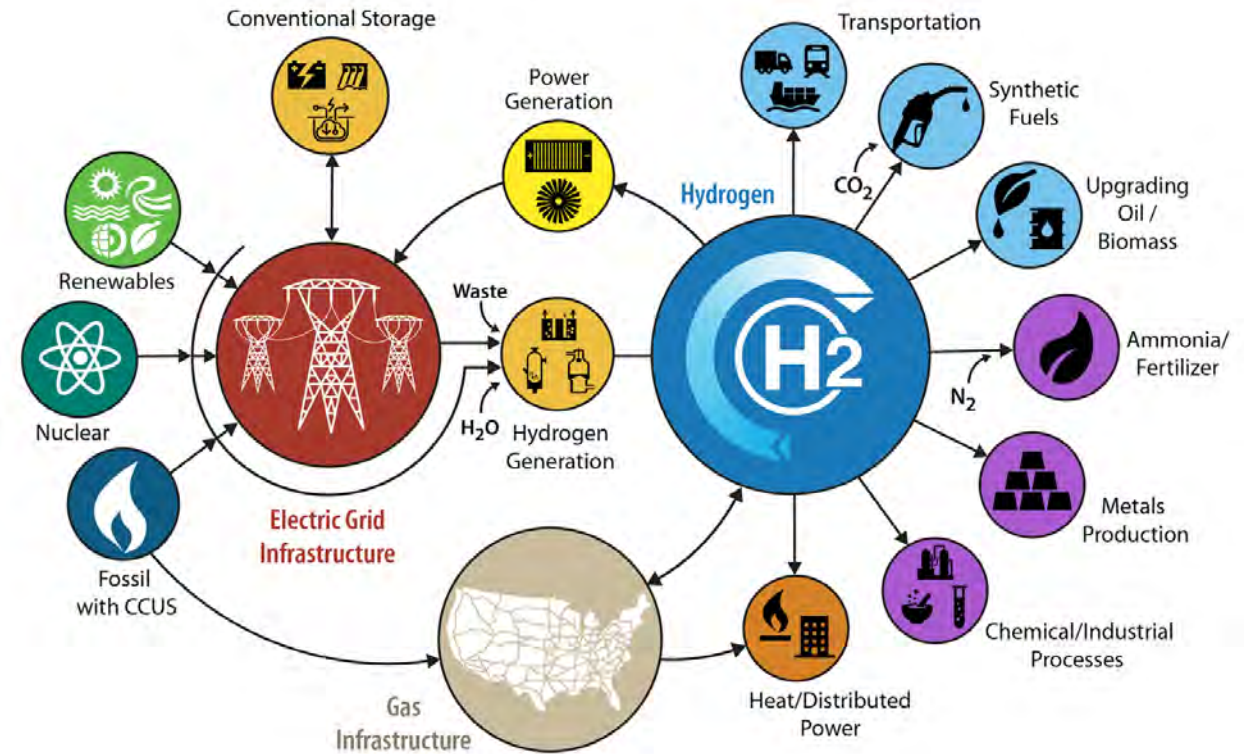 Conventional Storage
Transportation
Power
Generation
Synthetic
Fuels
CO₂
Hydrogen
Upgrading
Oil /
Biomass
Renewables
Waste
H2
Ammonia/
Fertilizer
N₂
Nuclear
H₂O
Hydrogen
Generation
Electric Grid
Infrastructure
Metals
Production
Fossil
with CCUS
Chemical/Industrial
Processes
Heat/Distributed
Power
Gas
Infrastructure